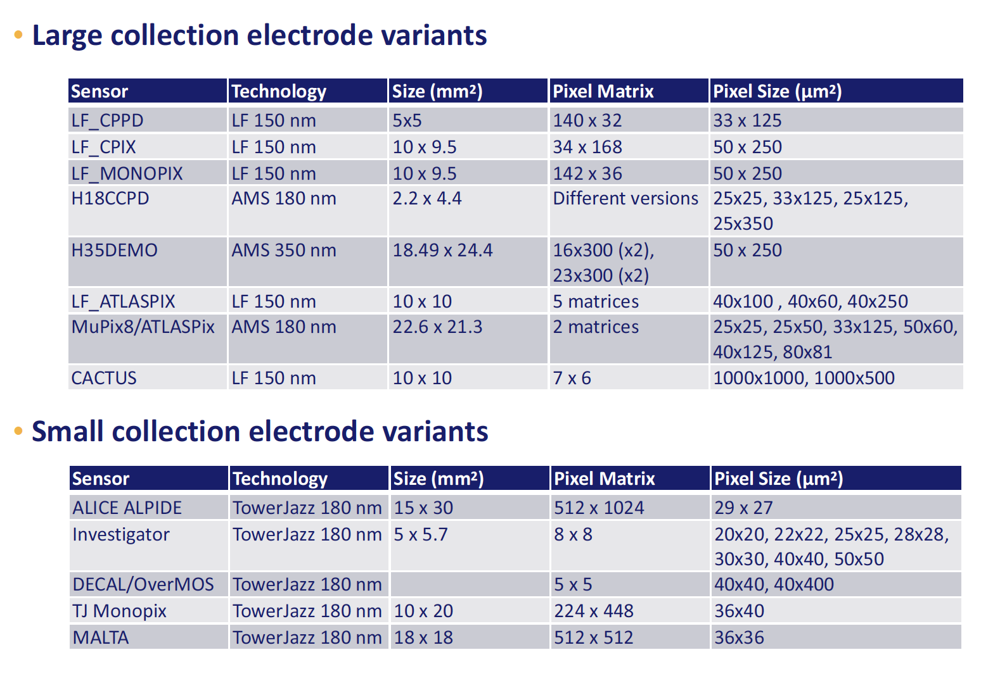 • Large collection electrode variants
Sensor Technology Size (mm²) Pixel Matrix Pixel Size (µm²)
LF_CPPD LF 150 nm 5x5 140 x 32 33 x 125
LF_CPIX LF 150 nm 10 x 9.5 34 x 168 50 x 250
LF_MONOPIX LF 150 nm 10 x 9.5 142 x 36 50 x 250
H18CCPD AMS 180 nm 2.2 x 4.4 Different versions 25x25, 33x125, 25x125,
25x350
H35DEMO AMS 350 nm 18.49 x 24.4 16x300 (x2), 50 x 250
23x300 (x2)
LF_ATLASPIX LF 150 nm 10 x 10 5 matrices 40x100 , 40x60, 40x250
MuPix8/ATLASPix AMS 180 nm 22.6 x 21.3 2 matrices 25x25, 25x50, 33x125, 50x60,
40x125, 80x81
CACTUS LF 150 nm 10 x 10 7 x 6 1000x1000, 1000x500
• Small collection electrode variants
Sensor Technology Size (mm²) Pixel Matrix Pixel Size (µm²)
ALICE ALPIDE TowerJazz 180 nm 15 x 30 512 x 1024 29 x 27
Investigator TowerJazz 180 nm 5 x 5.7 8 x 8 20x20, 22x22, 25x25, 28x28,
30x30, 40x40, 50x50
DECAL/OverMOS TowerJazz 180 nm 5 x 5 40x40, 40x400
TJ Monopix TowerJazz 180 nm 10 x 20 224 x 448 36x40
MALTA TowerJazz 180 nm 18 x 18 512 x 512 36x36